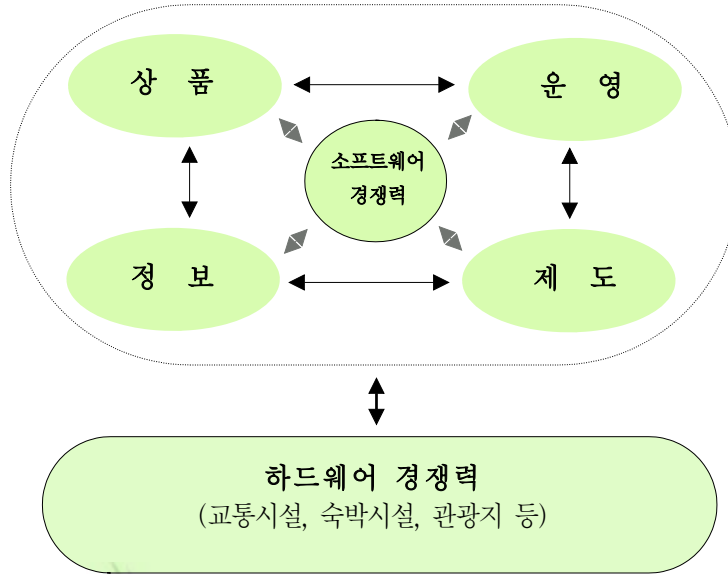 상 품
운 영
소프트웨어
경쟁력
정 보
제 도
하드웨어 경쟁력
(교통시설, 숙박시설, 관광지 등)